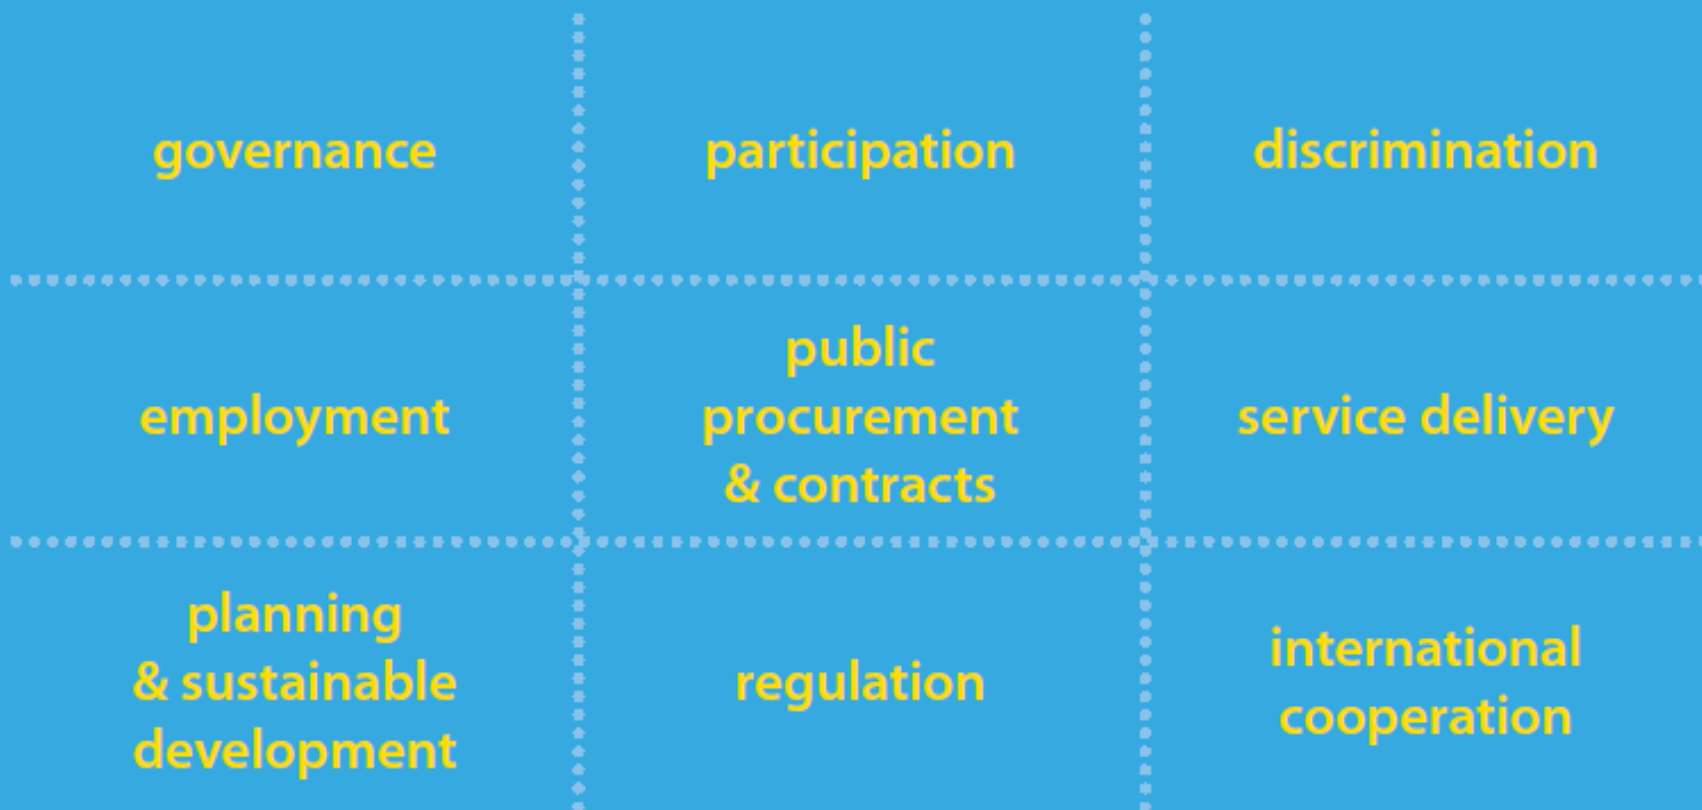 governance
participation
discrimination
employment
public
procurement
& contracts
service delivery
planning
& sustainable
development
regulation
international
cooperation